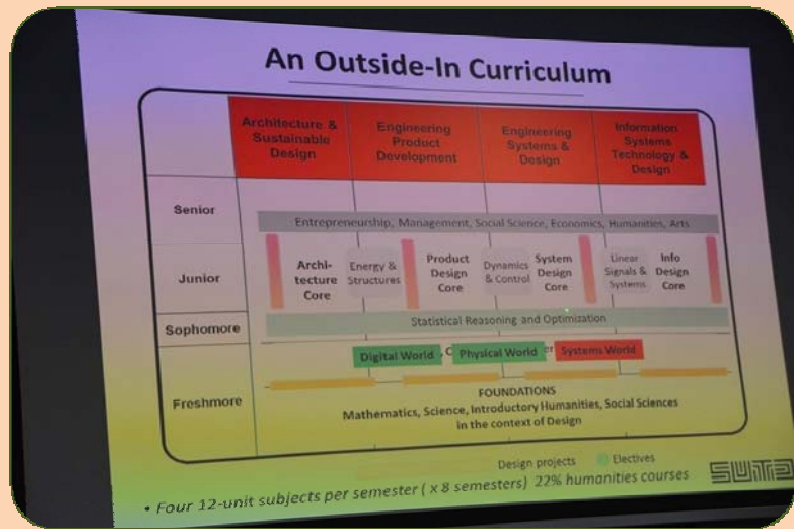 An Outside-In Curriculum
Architecture &
Sustainable
Design
Engineering
Product
Development
Engineering
Systems &
Design
Information
Systems
Technology &
Design
Senior
Entrepreneurship, Management, Social Science, Economics, Humanities, Arts
Junior
Archi-
tecture
Core
Energy &
Structures
Product
Design
Core
Dynamics
& Control
System
Design
Core
Linear
Signals &
Systems
Info
Design
Core
Sophomore
Statistical Reasoning and Optimization
Digital World
Physical World
Systems World
Freshmore
FOUNDATIONS
Mathematics, Science, Introductory Humanities, Social Sciences
in the context of Design
Design projects
Electives
• Four 12-unit subjects per semester ( x 8 semesters) 22% humanities courses
SUTD